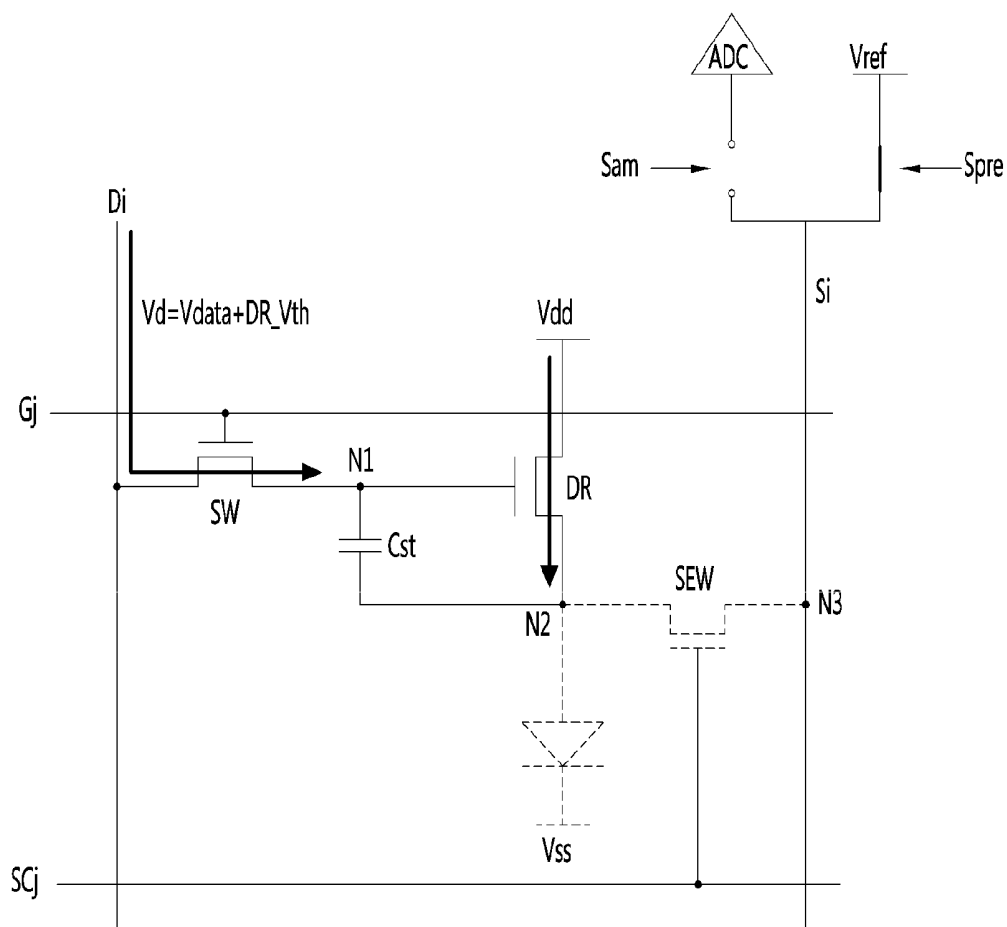 ADC
Vref
Sam
Spre
Di
Si
Vd=Vdata+DR_Vth
Vdd
Gj
N1
DR
SW
Cst
SEW
N2
N3
Vss
SCj